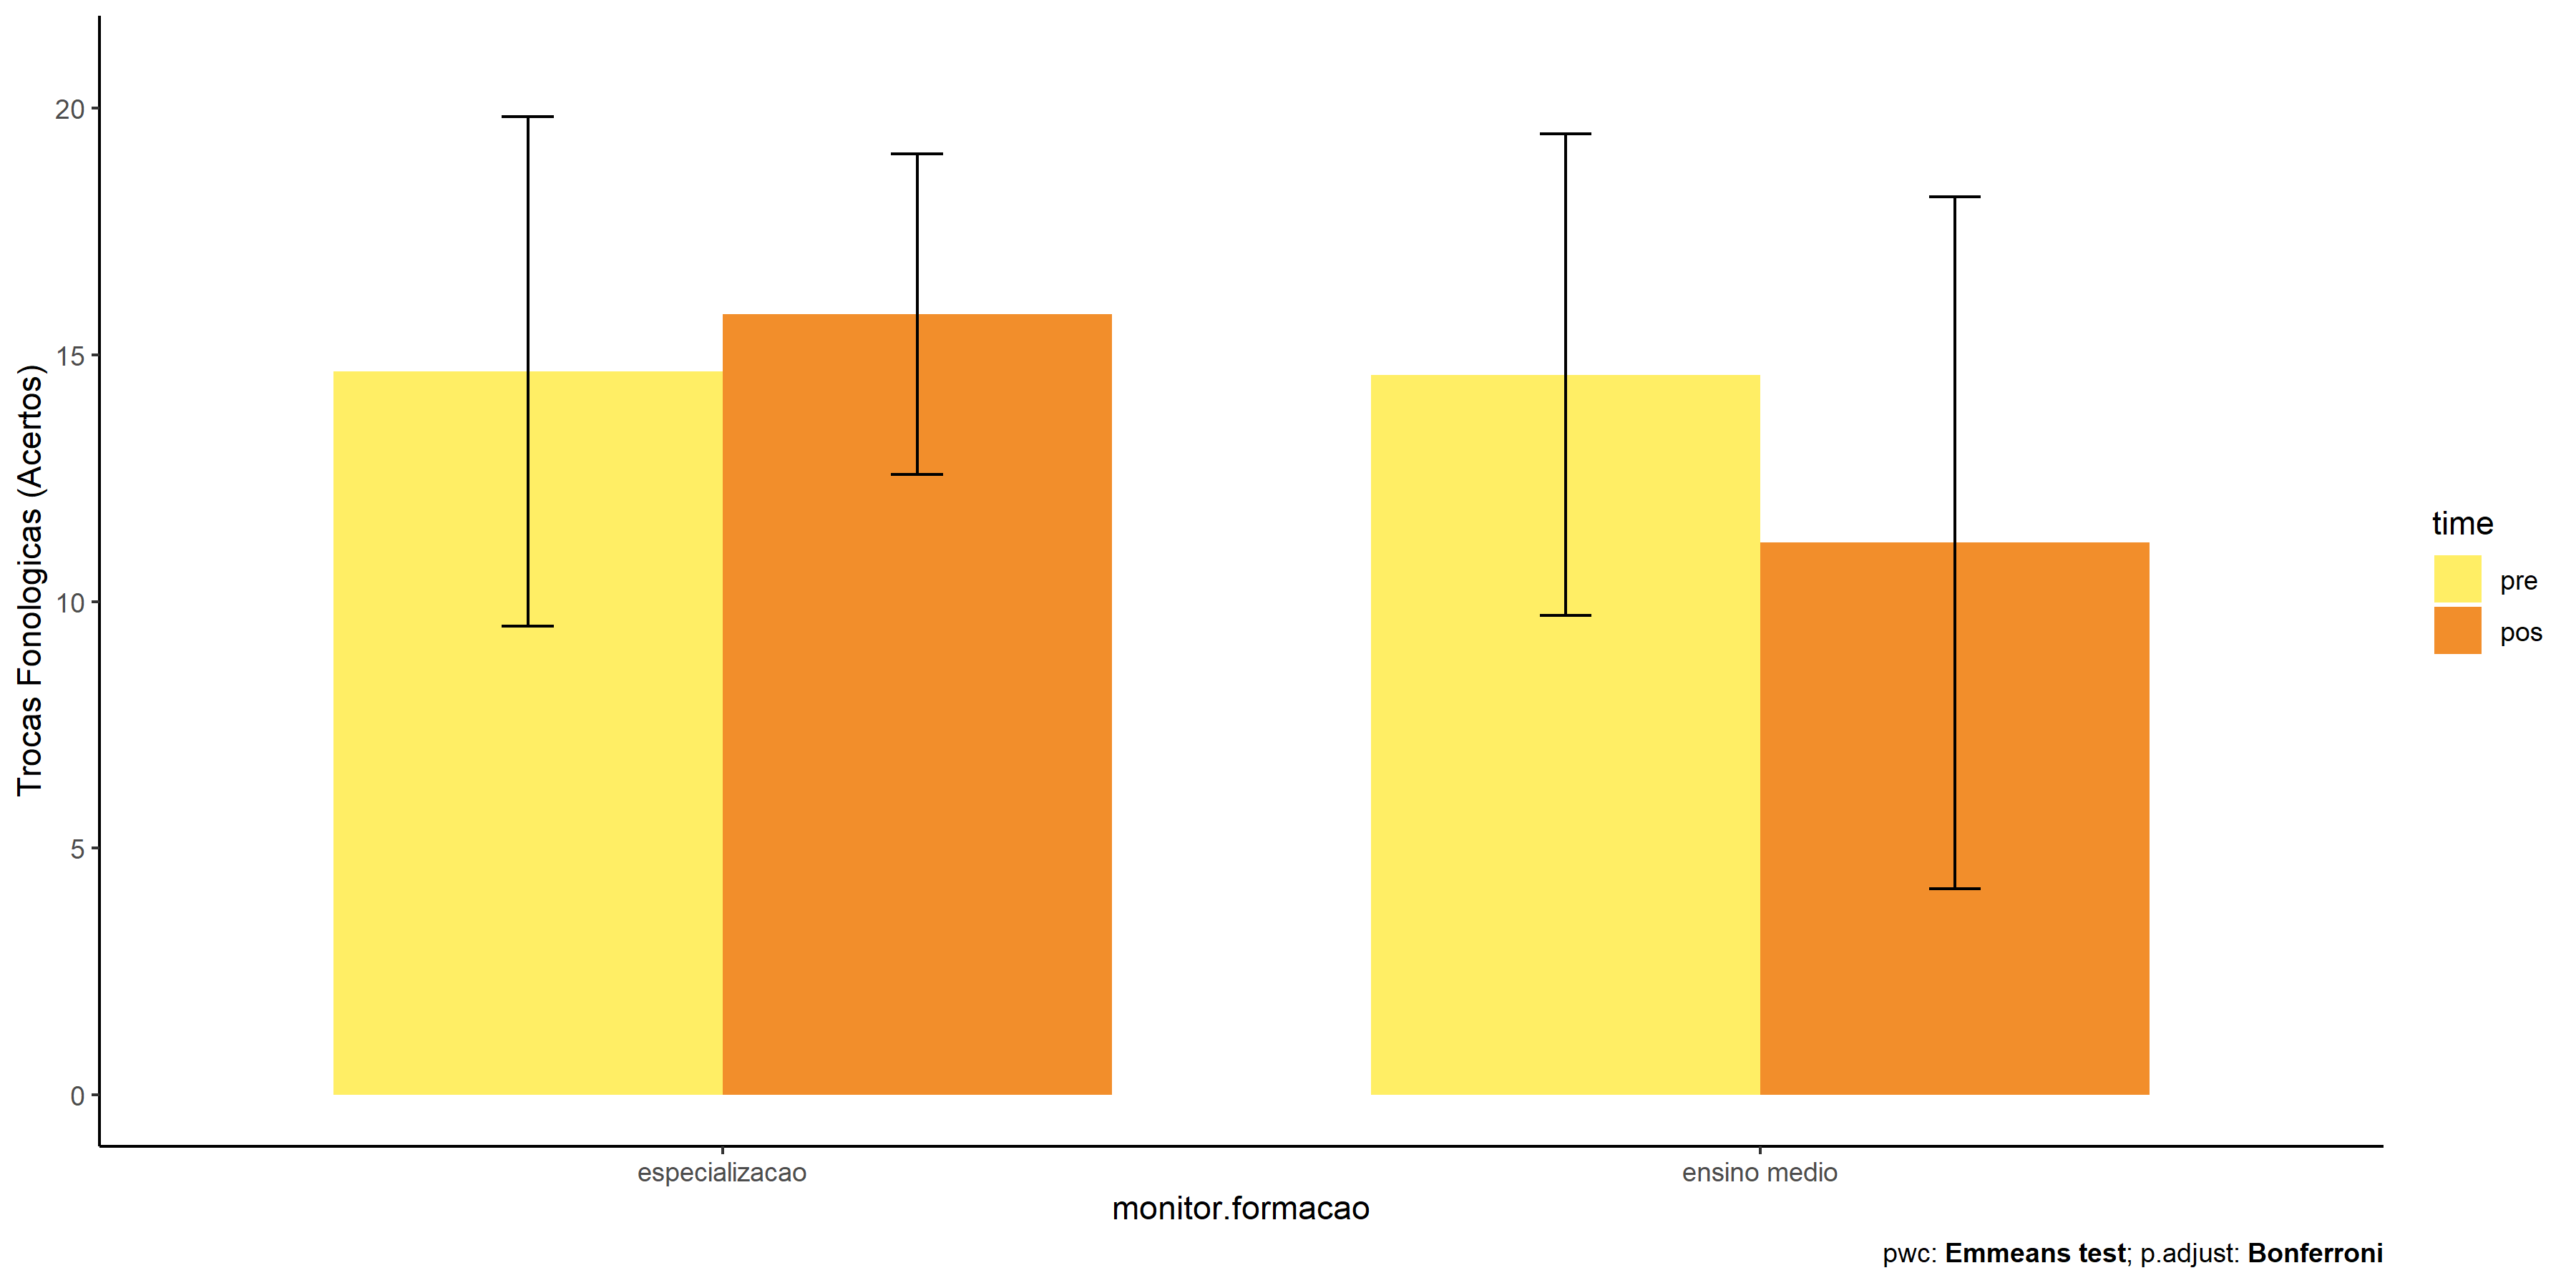 Trocas Fonologicas (Acertos)
20
15
10
5
0
especializacao
ensino medio
monitor.formacao
time
pre
pos
pwc: Emmeans test; p.adjust: Bonferroni